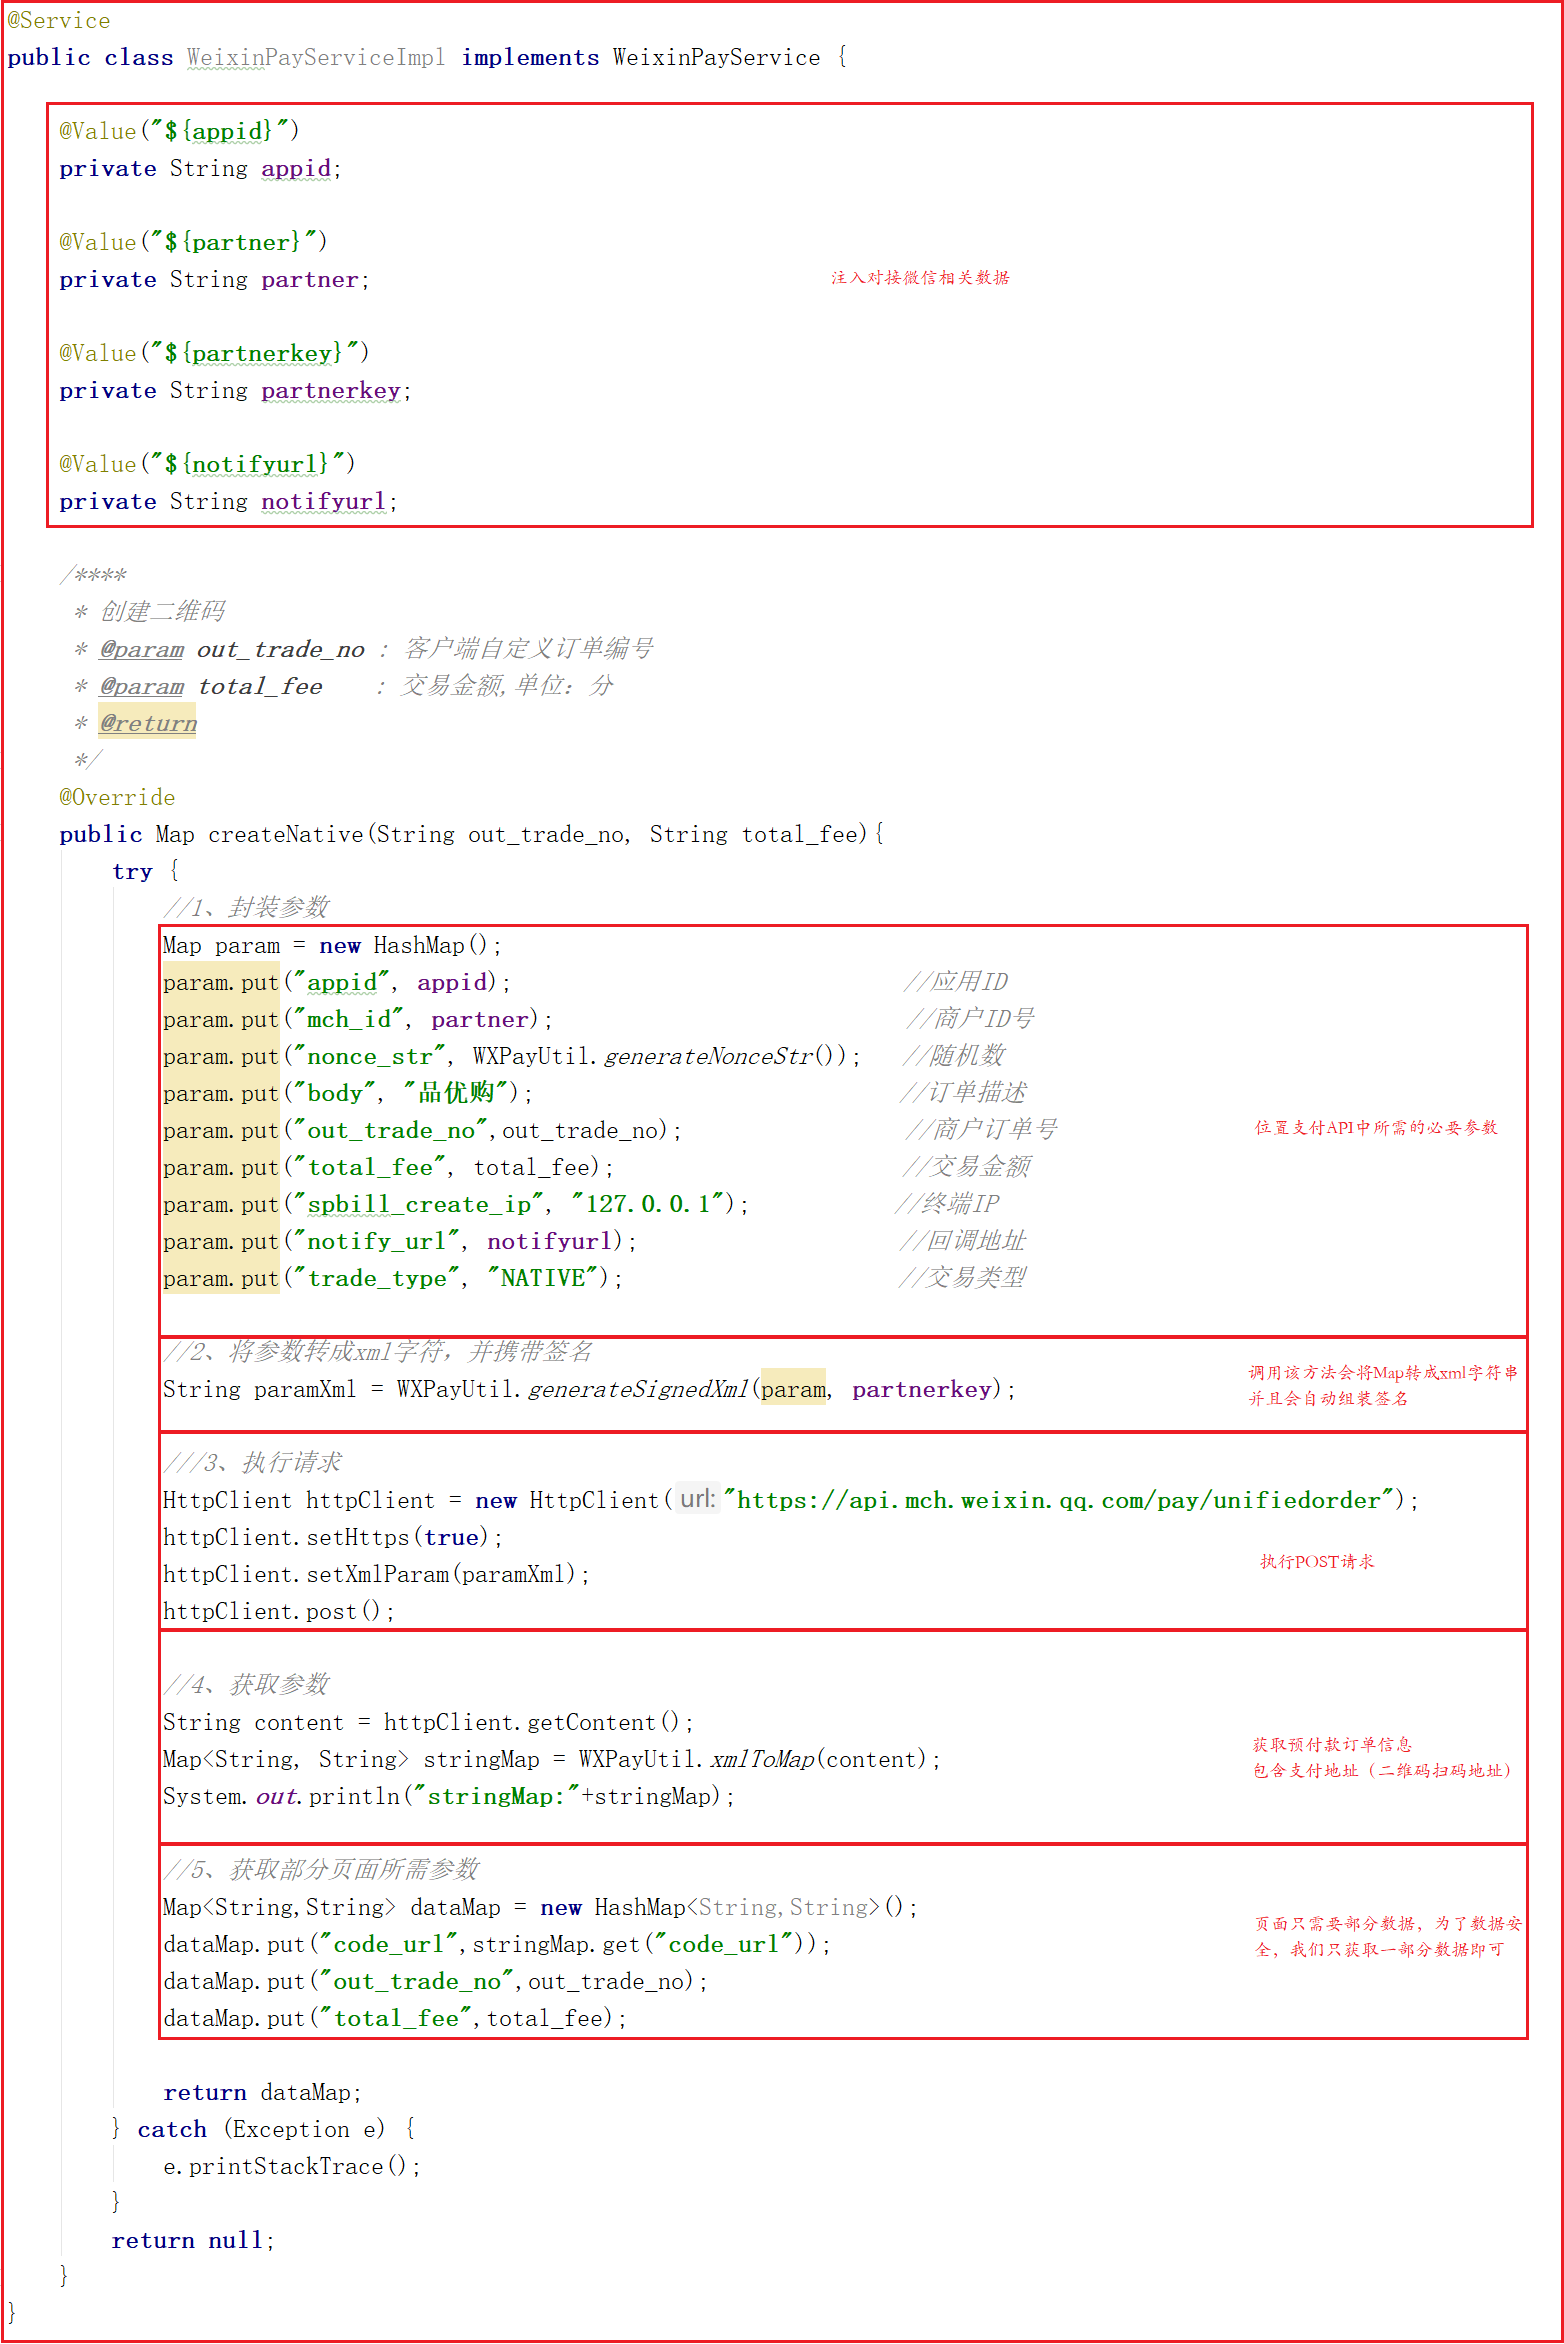 @Service
public class WeixinPayServiceImpl implements WeixinPayService {
@Value("${appid}")
private String appid;
@Value("${partner}")
private String partner;
注入对接微信相关数据
@Value("${partnerkey}")
private String partnerkey;
@Value("${notifyurl}")
private String notifyurl;
/****
* 创建二维码
* @param out_trade_no : 客户端自定义订单编号
* @param total_fee    : 交易金额,单位：分
* @return
*/
@Override
public Map createNative(String out_trade_no, String total_fee){
try {
//1、封装参数
Map param = new HashMap();
param.put("appid", appid); //应用ID
param.put("mch_id", partner); //商户ID号
param.put("nonce_str", WXPayUtil.generateNonceStr()); //随机数
param.put("body", "品优购"); //订单描述
param.put("out_trade_no",out_trade_no); //商户订单号
位置支付API中所需的必要参数
param.put("total_fee", total_fee); //交易金额
param.put("spbill_create_ip", "127.0.0.1"); //终端IP
param.put("notify_url", notifyurl); //回调地址
param.put("trade_type", "NATIVE"); //交易类型
//2、将参数转成xml字符，并携带签名
String paramXml = WXPayUtil.generateSignedXml(param, partnerkey);
调用该方法会将Map转成xml字符串
并且会自动组装签名
///3、执行请求
HttpClient httpClient = new HttpClient( url: "https://api.mch.weixin.qq.com/pay/unifiedorder");
httpClient.setHttps(true);
httpClient.setXmlParam(paramXml);
执行POST请求
httpClient.post();
//4、获取参数
String content = httpClient.getContent();
Map<String, String> stringMap = WXPayUtil.xmlToMap(content);
System.out.println("stringMap:"+stringMap);
获取预付款订单信息
包含支付地址（二维码扫码地址）
//5、获取部分页面所需参数
Map<String,String> dataMap = new HashMap<String,String>();
dataMap.put("code_url",stringMap.get("code_url"));
dataMap.put("out_trade_no",out_trade_no);
dataMap.put("total_fee",total_fee);
页面只需要部分数据，为了数据安
全，我们只获取一部分数据即可
return dataMap;
} catch (Exception e) {
e.printStackTrace();
}
return null;
}
}